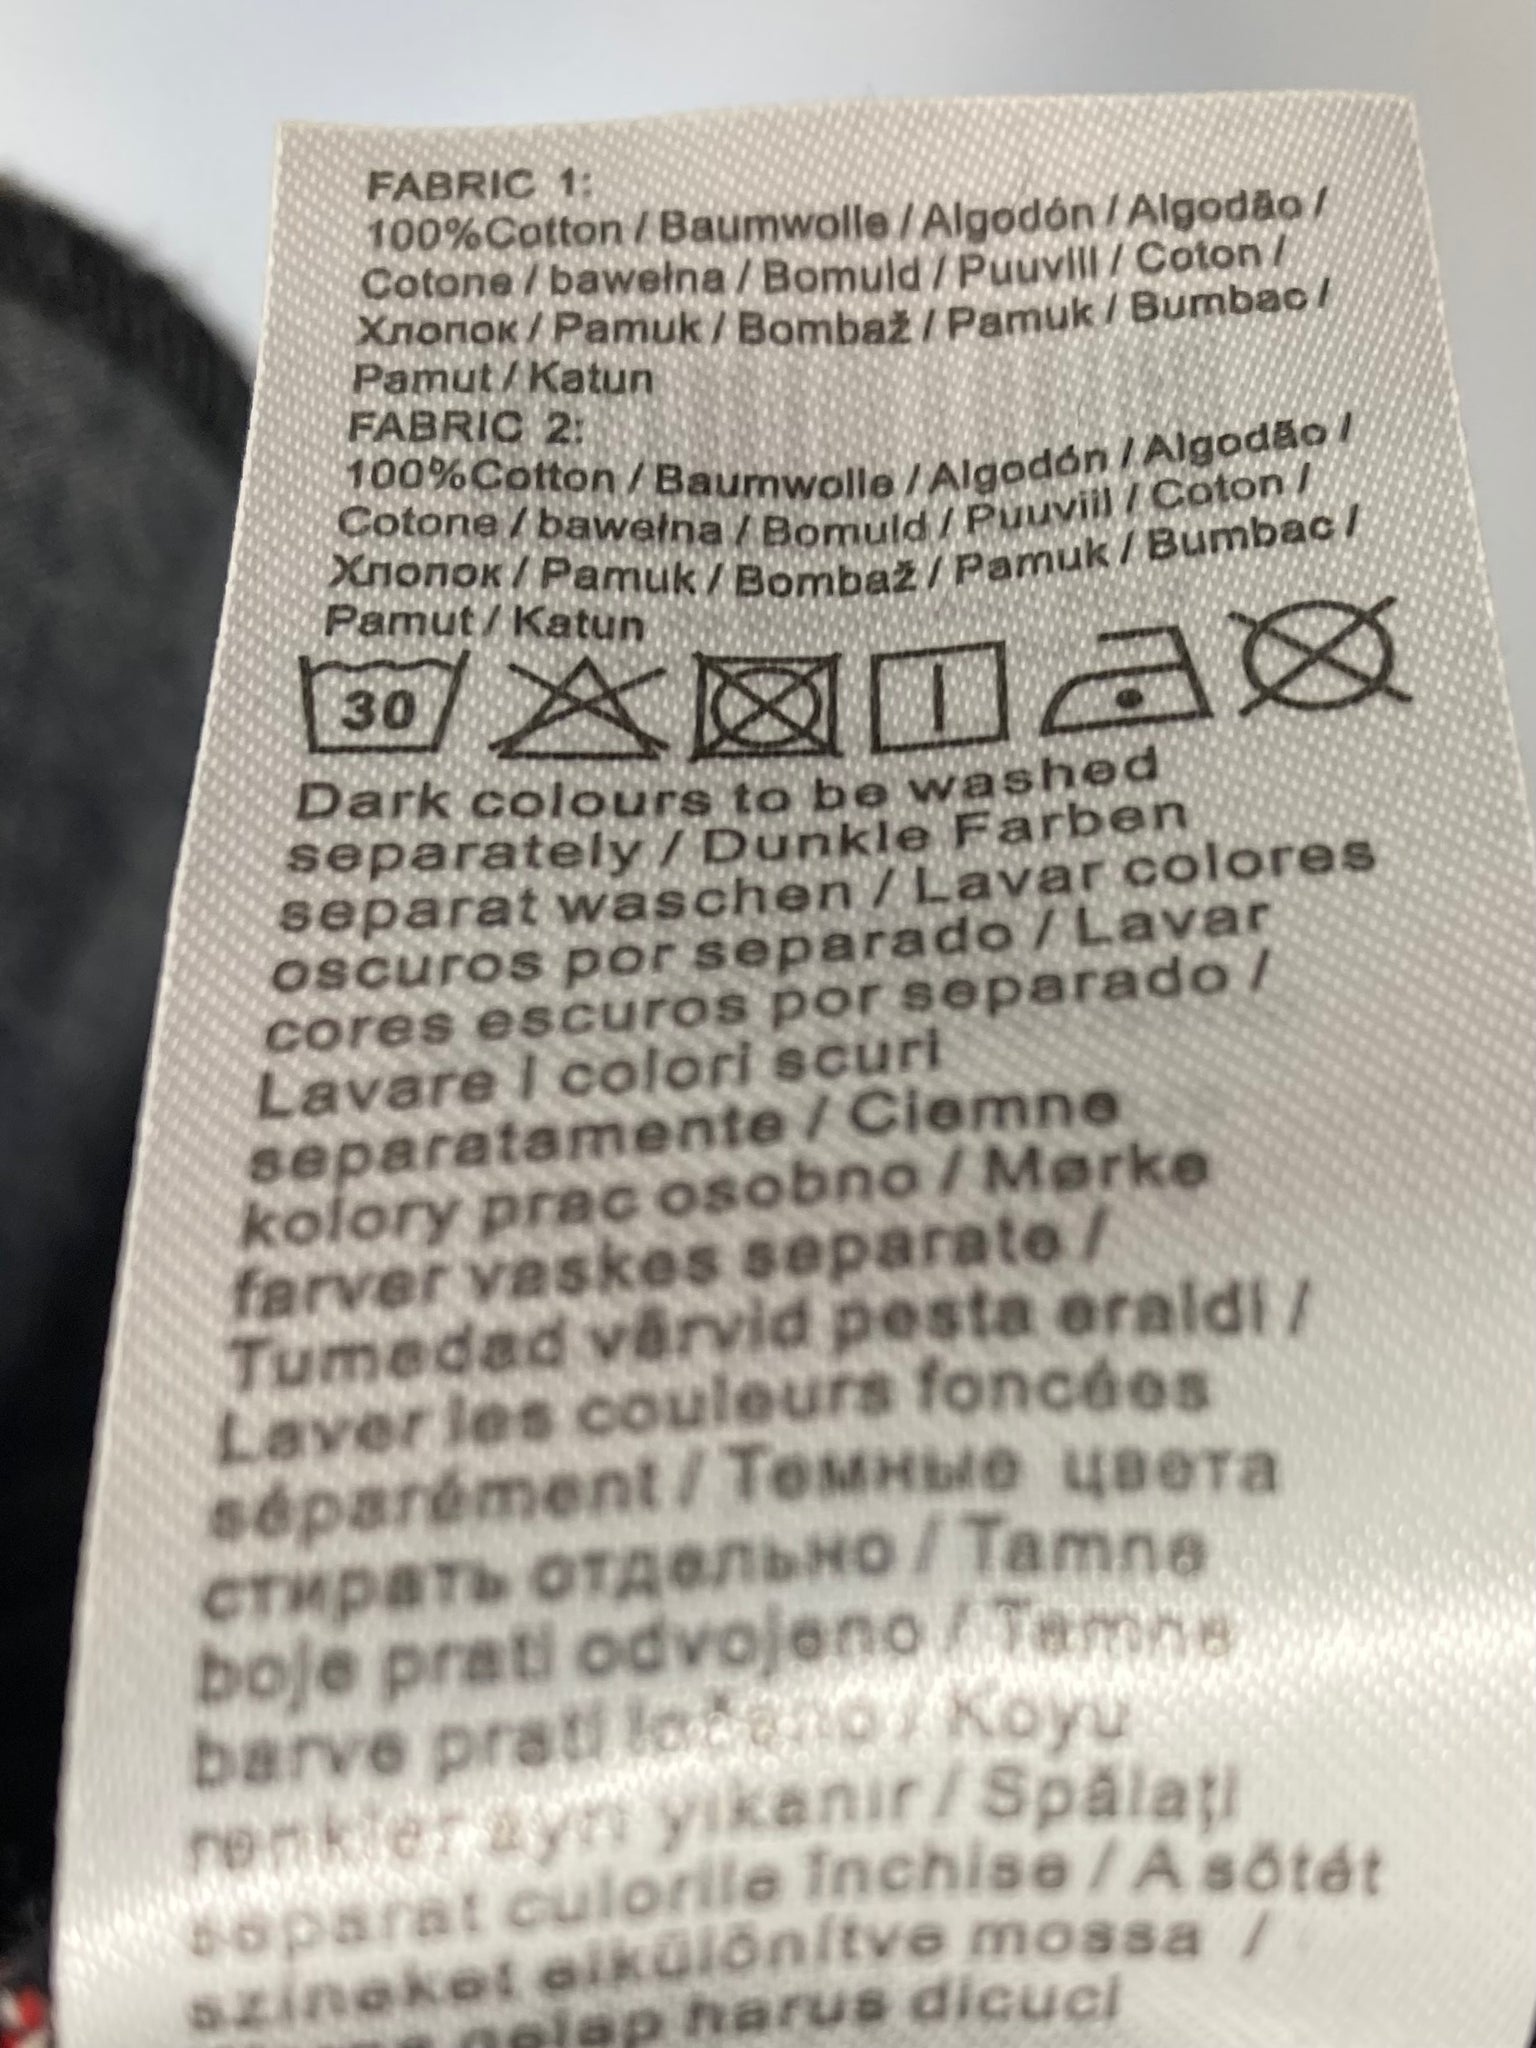 FABRIC 1:
100%Cotton / Baumwolle / Algodón / Algodão /
Cotone / bawełna / Bomuld / Puuvill / Coton /
Хлопок / Pamuk / Bombaž / Pamuk / Bumbac /
Pamut / Katun
FABRIC 2:
100%Cotton / Baumwolle / Algodón / Algodão /
Cotone / bawełna / Bomuld / Puuvill / Coton /
Хлопок / Pamuk / Bombaž / Pamuk / Bumbac /
Pamut / Katun
30
Dark colours to be washed
separately / Dunkle Farben
separat waschen / Lavar colores
oscuros por separado / Lavar
cores escuros por separado /
Lavare I colori scuri
separatamente / Ciemne
kolory prac osobno / Mørke
farver vaskes separate /
Tumedad värvid pesta eraldi /
Laver les couleurs foncées
séparément / Темные цвета
стирать отдельно / Tamne
boje prati odvojeno / Temne
barve prati ločeno / Koyu
renkler ayrı yıkanır / Spălați
separat culorile închise / A sötét
színeket elkülönítve mossa /
harus dicuci